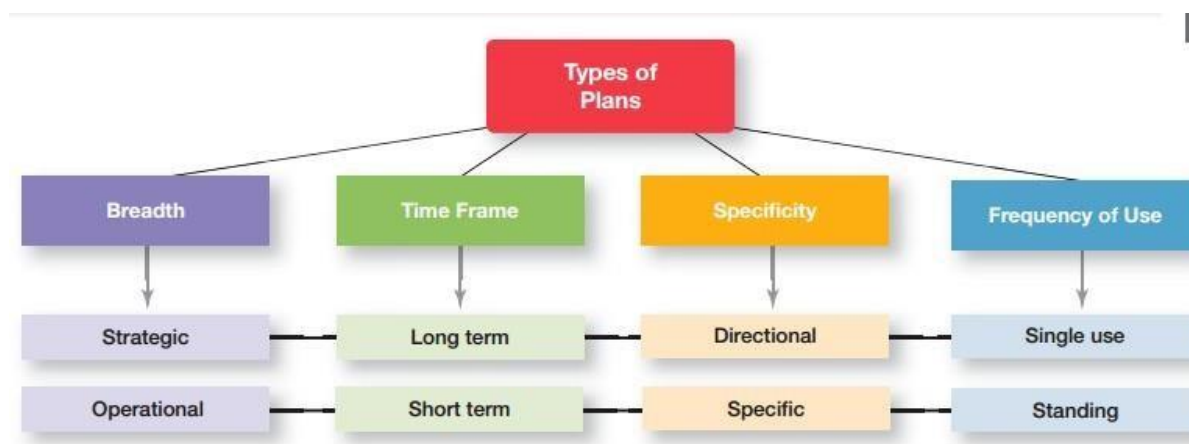 Types of
Plans
Breadth
Time Frame
Specificity
Frequency of Use
Strategic
Long term
Directional
Single use
Operational
Short term
Specific
Standing